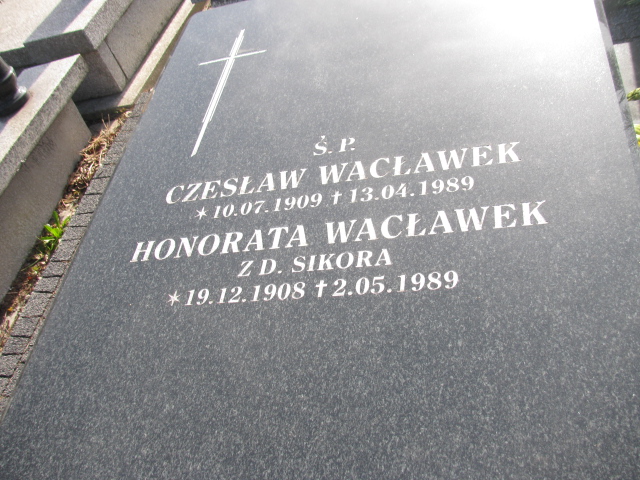 Ś. P.
CZESŁAW WACŁAWEK
* 10.07.1909 † 13.04.1989
HONORATA WACŁAWEK
Z D. SIKORA
* 19.12.1908 † 2.05.1989